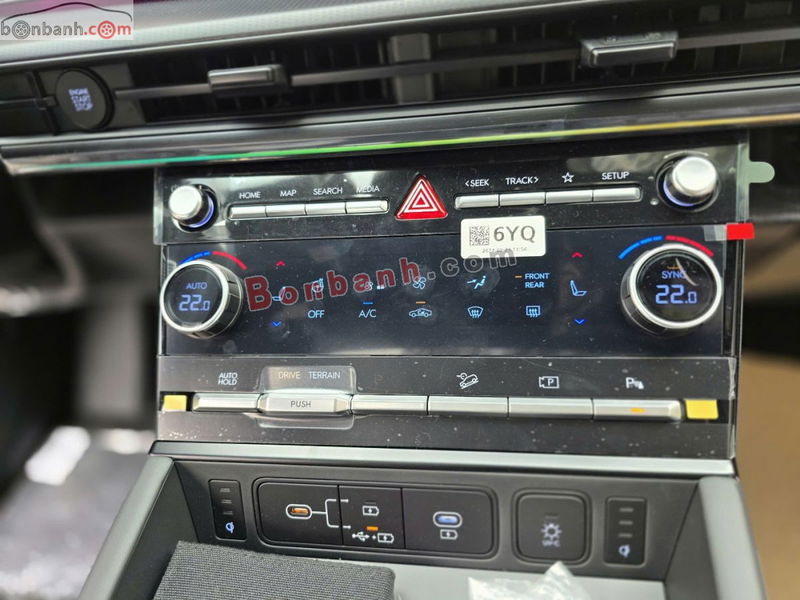 bonbanh.com
ENGINE
START
STOP
HOME MAP SEARCH MEDIA
<SEEK TRACK> SETUP
6YQ
AUTO
22.0
FRONT
REAR
SYNC
22.0
Bonbanh.com
OFF A/C
AUTO
HOLD
DRIVE TERRAIN
PUSH
P
P
UV-C